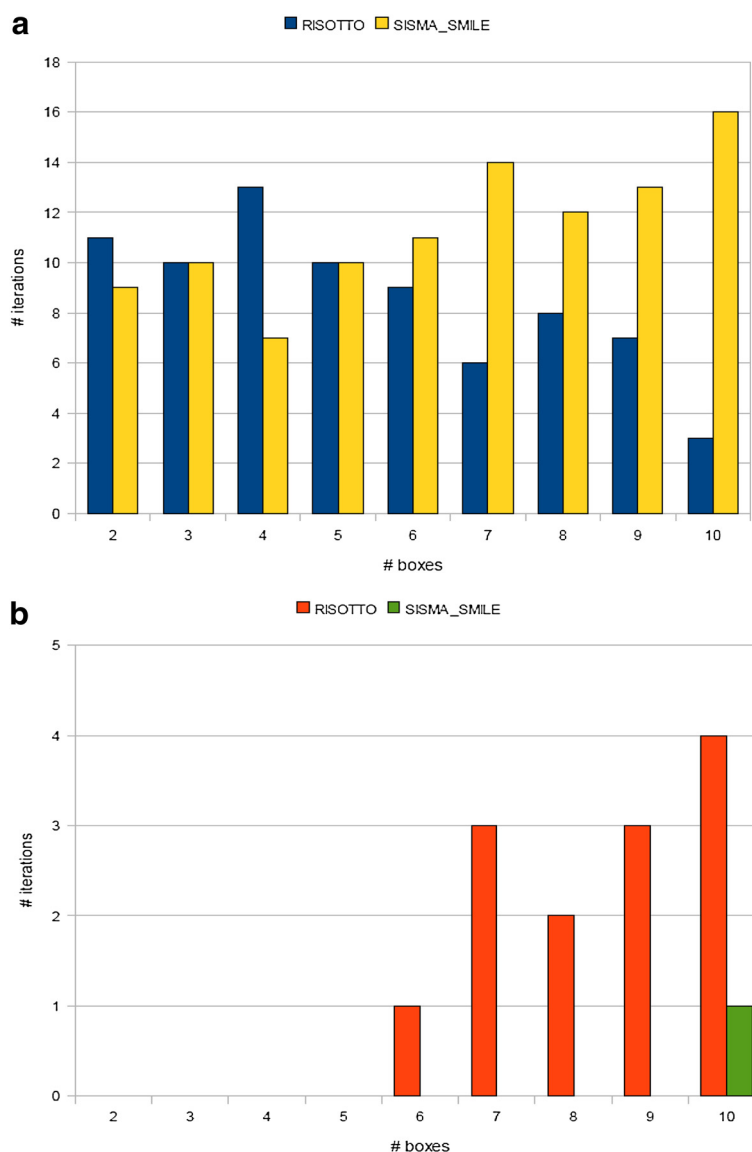 a
RISOTTO SISMA_SMILE
18
16
14
12
10
8
6
4
2
0
# iterions
2 3 4 5 6 7 8 9 10
# boxes
b
RISOTTO SISMA_SMILE
5
4
3
2
1
0
# iterations
2 3 4 5 6 7 8 9 10
# boxes